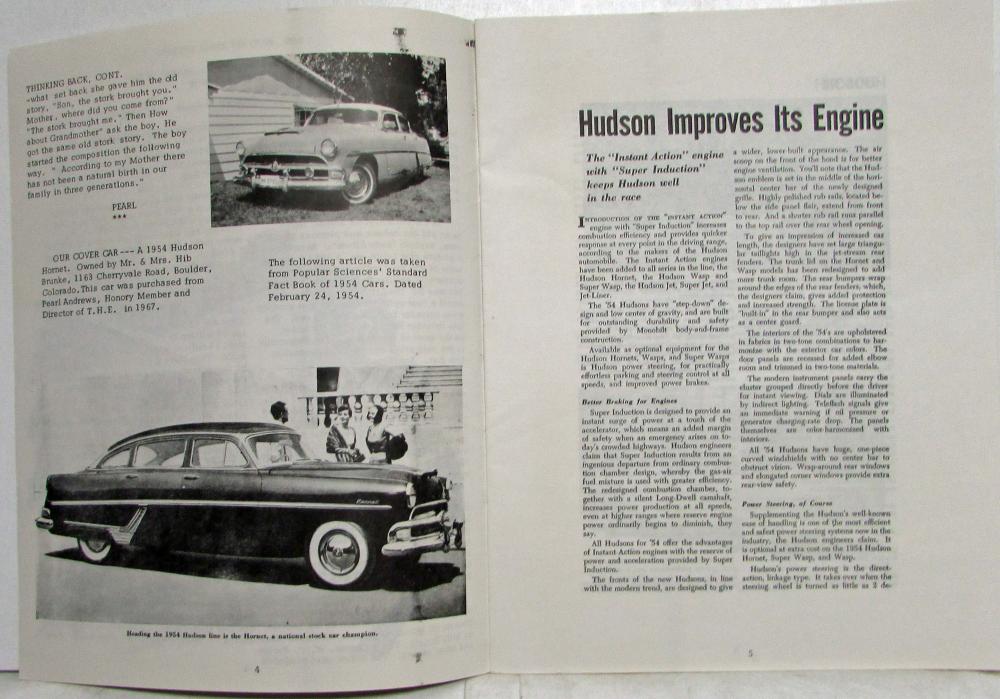 THINKING BACK, CONT.
-what set back she gave him the old
story. "Son, the stork brought you."
Mother, where did you come from?"
"The stork brought me." Then How
about Grandmother" ask the boy. He
got the same old stork story. The boy
started the composition the following
way. " According to my Mother there
has not been a natural birth in our
family in three generations."
PEARL
***
OUR COVER CAR --- A 1954 Hudson
Hornet. Owned by Mr. & Mrs. Hib
Brunke, 1163 Cherryvale Road, Boulder,
Colorado. This car was purchased from
Pearl Andrews, Honory Member and
Director of T.H.E. in 1967.
The following article was taken
from Popular Sciences' Standard
Fact Book of 1954 Cars. Dated
February 24, 1954.
Heading the 1954 Hudson line is the Hornet, a national stock car champion.
4
Hudson Improves Its Engine
The "Instant Action" engine
with "Super Induction"
keeps Hudson well
in the race
INTRODUCTION OF THE "INSTANT ACTION"
engine with "Super Induction" increases
combustion efficiency and provides quicker
response at every point in the driving range,
according to the makers of the Hudson
automobile. The Instant Action engines
have been added to all series in the line, the
Hudson Hornet, the Hudson Wasp and
Super Wasp, the Hudson Jet, Super Jet, and
Jet-Liner.
The '54 Hudsons have "step-down" de-
sign and low center of gravity, and are built
for outstanding durability and safety
provided by Monobilt body-and-frame
construction.
Available as optional equipment for the
Hudson Hornets, Wasps, and Super Wasps
is Hudson power steering, for practically
effortless parking and steering control at all
speeds, and improved power brakes.
Better Braking for Engines
Super Induction is designed to provide an
instant surge of power at a touch of the
accelerator, which means an added margin
of safety when an emergency arises on to-
day's crowded highways. Hudson engineers
claim that Super Induction results from an
ingenious departure from ordinary combus-
tion chamber design, whereby the gas-air
fuel mixture is used with greater efficiency.
The redesigned combustion chamber, to-
gether with a silent Long-Dwell camshaft,
increases power production at all speeds,
even at higher ranges where reserve engine
power ordinarily begins to diminish, they
say.
All Hudsons for '54 offer the advantages
of Instant Action engines with the reserve of
power and acceleration provided by Super
Induction.
The fronts of the new Hudsons, in line
with the modern trend, are designed to give
a wider, lower-built appearance. The air
scoop on the front of the hood is for better
engine ventilation. You'll note that the Hud-
son emblem is set in the middle of the hori-
zontal center bar of the newly designed
grille. Highly polished rub rails, located be-
low the side panel flair, extend from front
to rear. And a shorter rub rail runs parallel
to the top rail over the rear wheel opening.
To give an impression of increased car
length, the designers have set large triangu-
lar taillights high in the jet-stream rear
fenders. The trunk lid on the Hornet and
Wasp models has been redesigned to add
more trunk room. The rear bumpers wrap
around the edges of the rear fenders, which,
the designers claim, gives added protection
and increased strength. The license plate is
"built-in" in the rear bumper and also acts
as a center guard.
The interiors of the '54's are upholstered
in fabrics in two-tone combinations to har-
monize with the exterior car colors. The
door panels are recessed for added elbow
room and trimmed in two-tone materials.
The modern instrument panels carry the
cluster grouped directly before the driver
for instant viewing. Dials are illuminated
by indirect lighting. Teleflash signals give
an immediate warning if oil pressure or
generator charging-rate drop. The panels
themselves are color-harmonized with
interiors.
All '54 Hudsons have huge, one-piece
curved windshields with no center bar to
obstruct vision. Wrap-around rear windows
and elongated corner windows provide extra
rear-view safety.
Power Steering, of Course
Supplementing the Hudson's well-known
ease of handling is one of the most efficient
and safest power steering systems now in the
industry, the Hudson engineers claim. It
is optional at extra cost on the 1954 Hudson
Hornet, Super Wasp, and Wasp.
Hudson's power steering is the direct-
action, linkage type. It takes over when the
steering wheel is turned as little as 2 de-
5